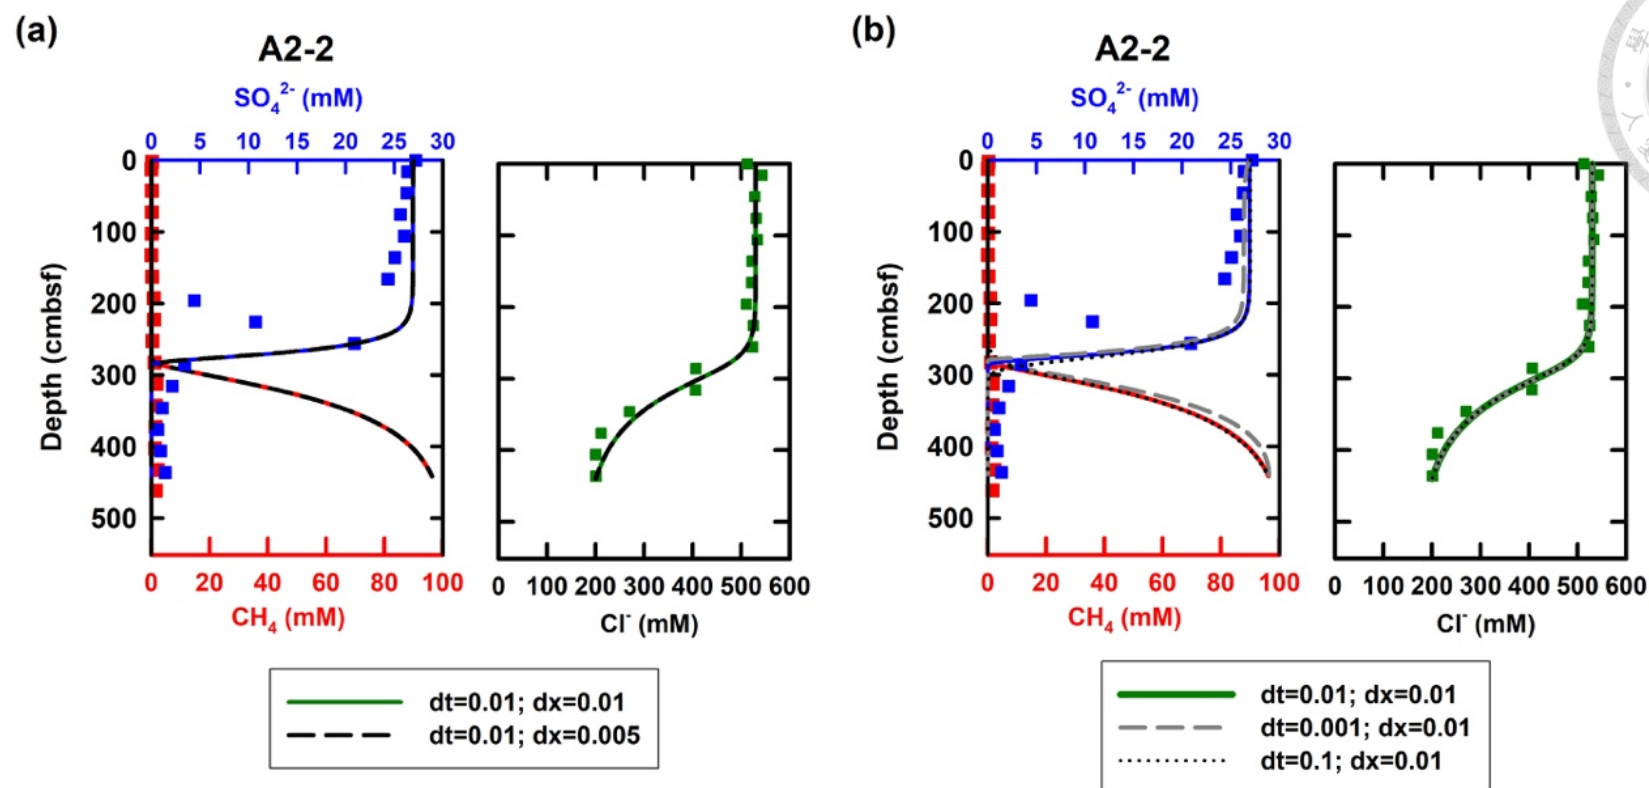 (a)
A2-2
SO₄²⁻ (mM)
0 5 10 15 20 25 30
0
100
200
300
400
500
Depth (cmbsf)
0 20 40 60 80 100
CH₄ (mM)
0 100 200 300 400 500 600
Cl⁻ (mM)
dt=0.01; dx=0.01
dt=0.01; dx=0.005
(b)
A2-2
SO₄²⁻ (mM)
0 5 10 15 20 25 30
0
100
200
300
400
500
Depth (cmbsf)
0 20 40 60 80 100
CH₄ (mM)
0 100 200 300 400 500 600
Cl⁻ (mM)
dt=0.01; dx=0.01
dt=0.001; dx=0.01
dt=0.1; dx=0.01